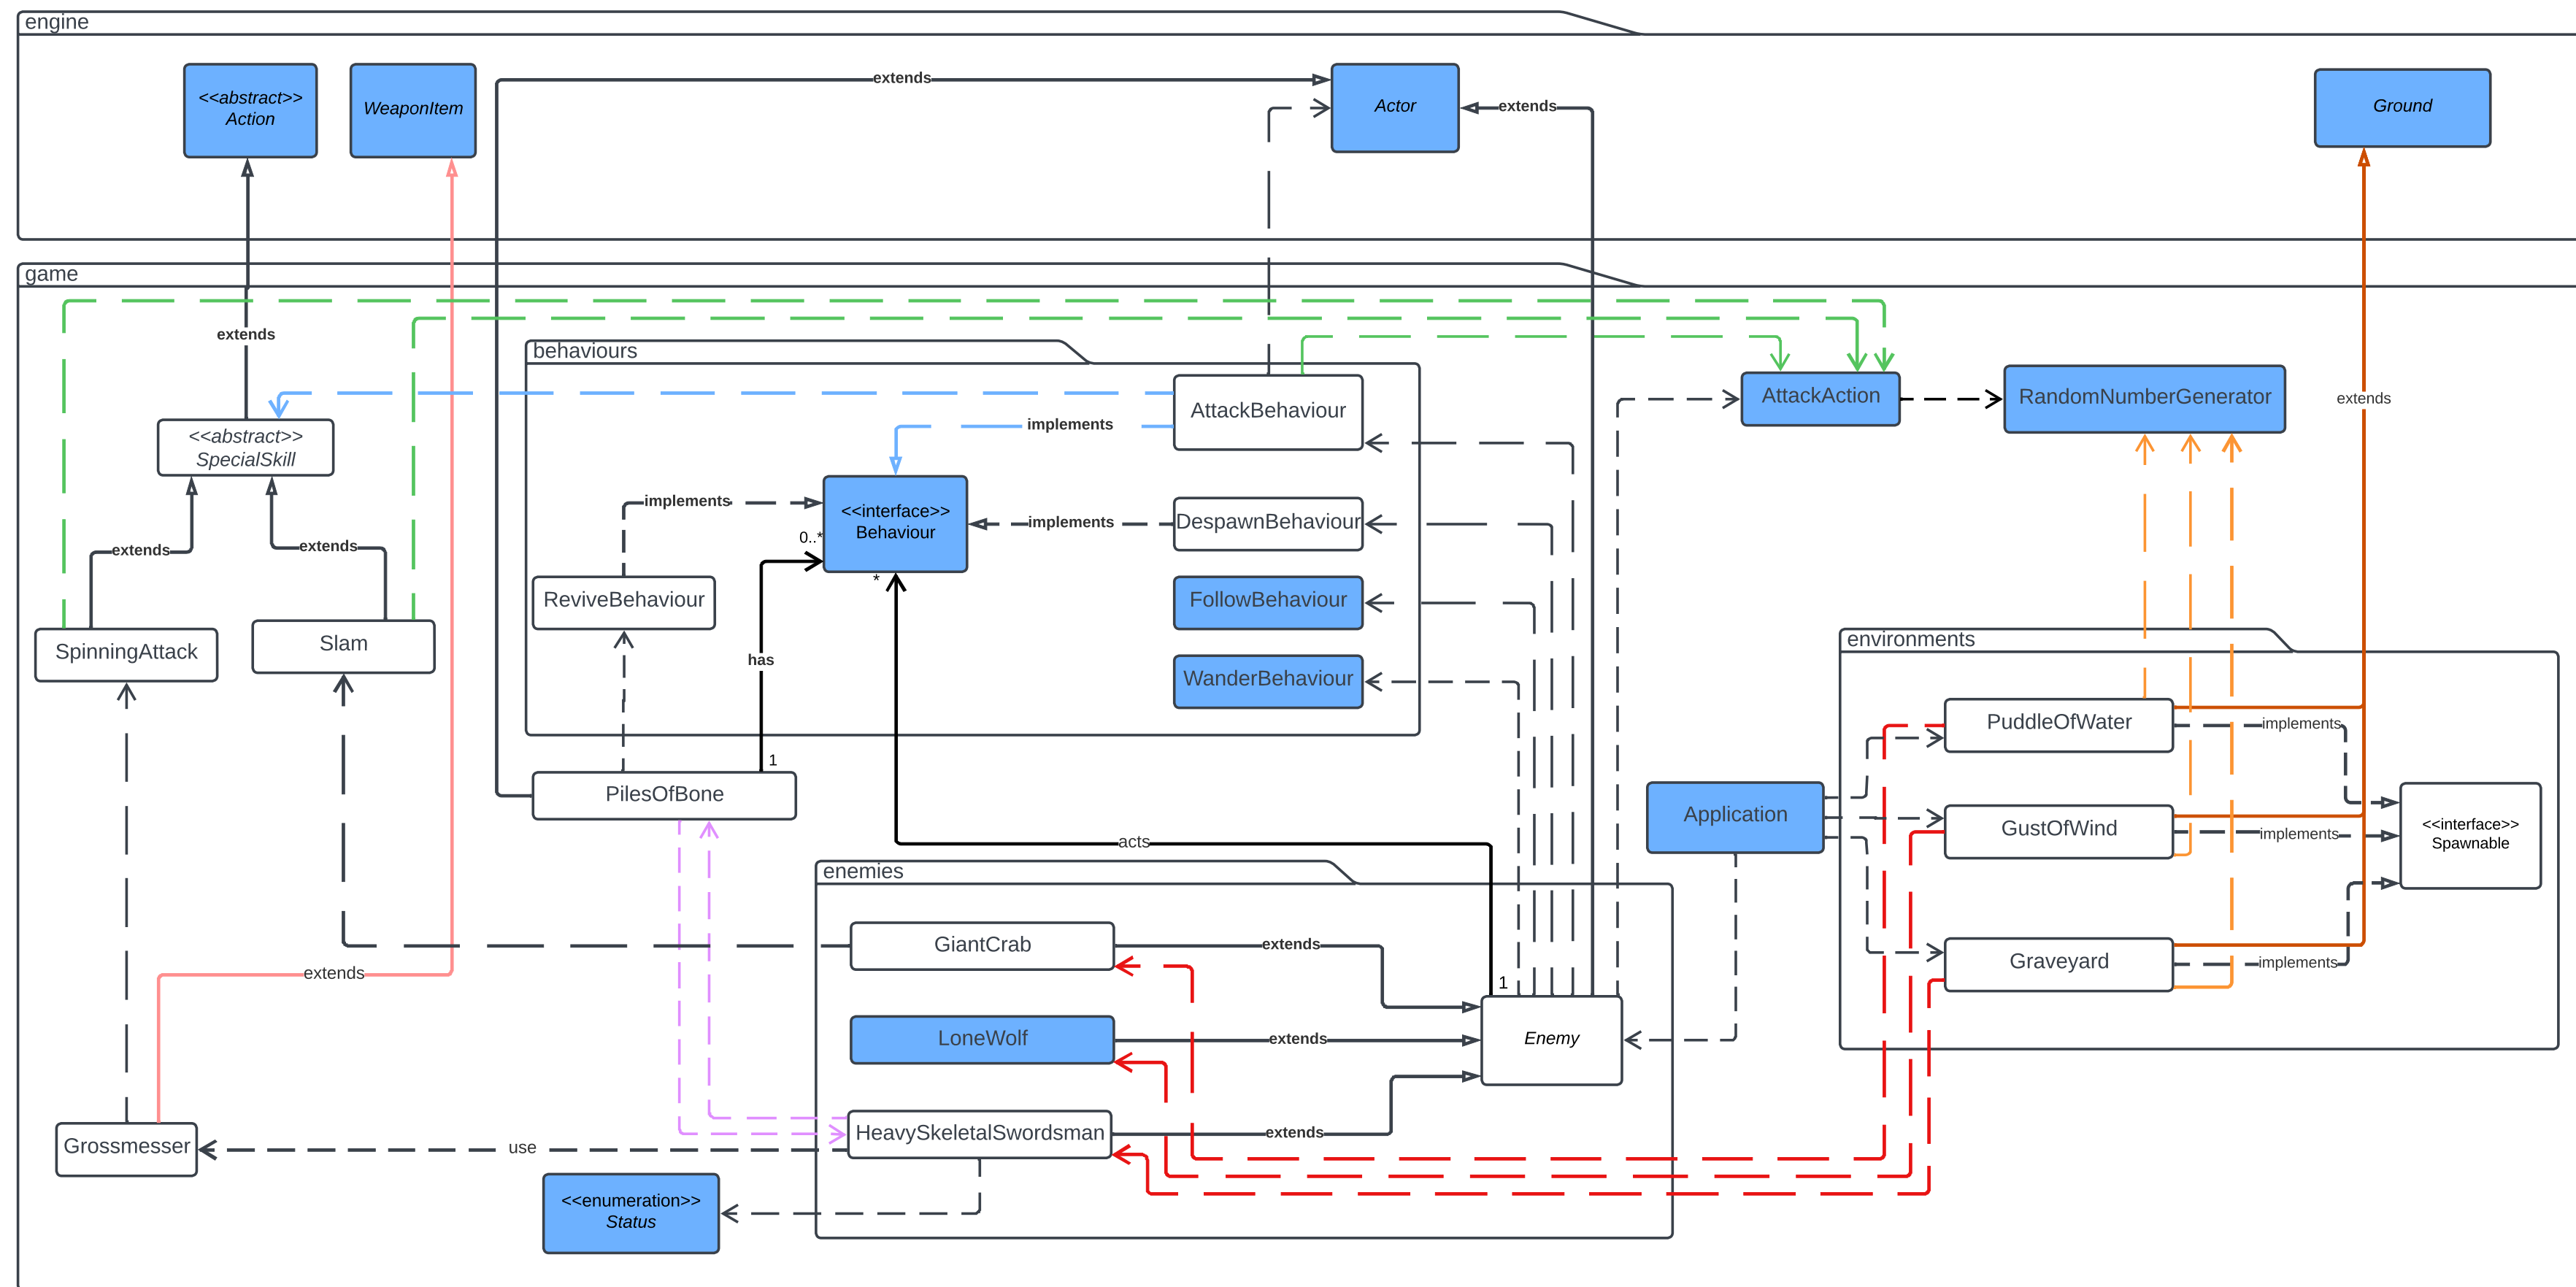 engine
<<abstract>>
Action
WeaponItem
extends
Actor
extends
Ground
game
extends
behaviours
AttackBehaviour
implements
AttackAction
RandomNumberGenerator
extends
<<abstract>>
SpecialSkill
implements
<<interface>>
Behaviour
0..*
*
implements
DespawnBehaviour
extends
extends
ReviveBehaviour
FollowBehaviour
SpinningAttack
Slam
has
WanderBehaviour
environments
PuddleOfWater
implements
1
PilesOfBone
Application
GustOfWind
implements
<<interface>>
Spawnable
acts
enemies
GiantCrab
extends
Graveyard
implements
extends
1
LoneWolf
extends
Enemy
HeavySkeletalSwordsman
extends
Grossmesser
use
<<enumeration>>
Status